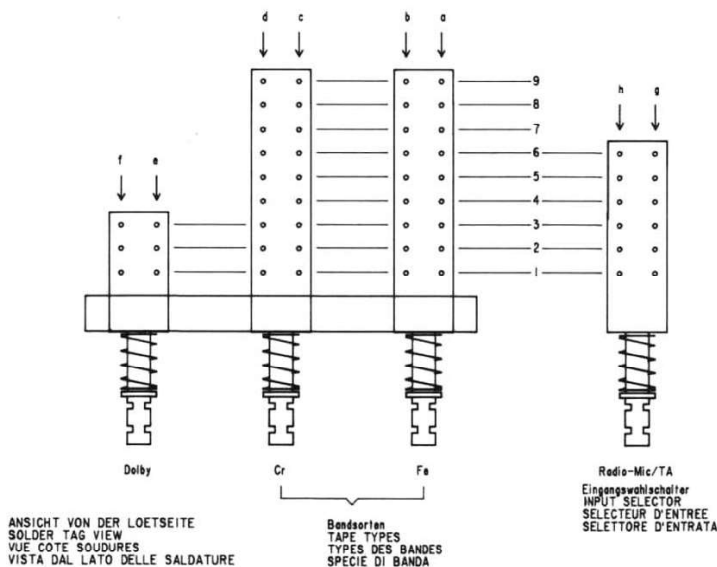 d c b a
9
8
h g
7
f e
6
5
4
3
2
1
Dolby
Cr
Fe
Radio-Mic/TA
Eingangswahlschalter
INPUT SELECTOR
SELECTEUR D'ENTREE
SELETTORE D'ENTRATA
ANSICHT VON DER LOETSEITE
SOLDER TAG VIEW
VUE COTE SOUDURES
VISTA DAL LATO DELLE SALDATURE
Bandsorten
TAPE TYPES
TYPES DES BANDES
SPECIE DI BANDA